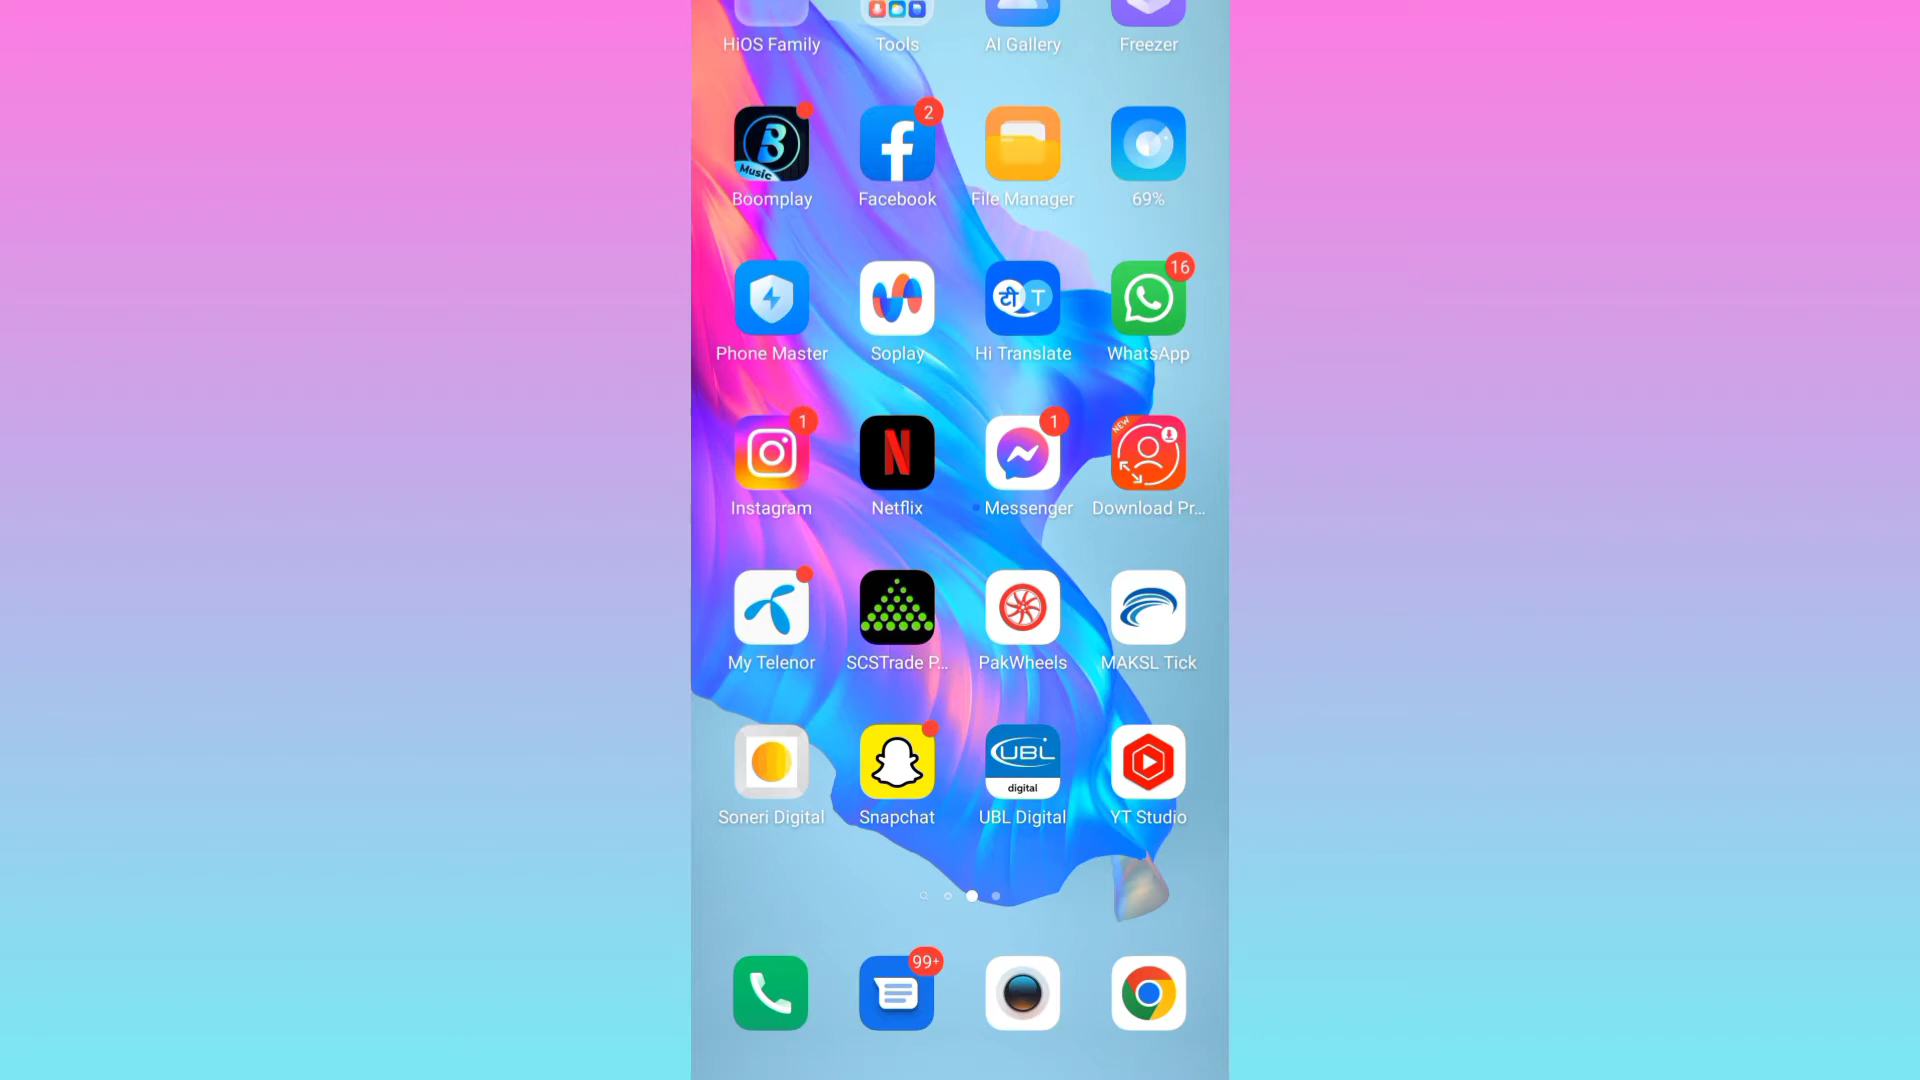 HiOS Family Tools AI Gallery Freezer
2
B
Music
Boomplay Facebook File Manager 69%
16
टी T
Phone Master Soplay Hi Translate WhatsApp
1 1 NEW
N
Instagram Netflix Messenger Download Pr...
My Telenor SCSTrade P... PakWheels MAKSL Tick
UBL
digital
Soneri Digital Snapchat UBL Digital YT Studio
99+